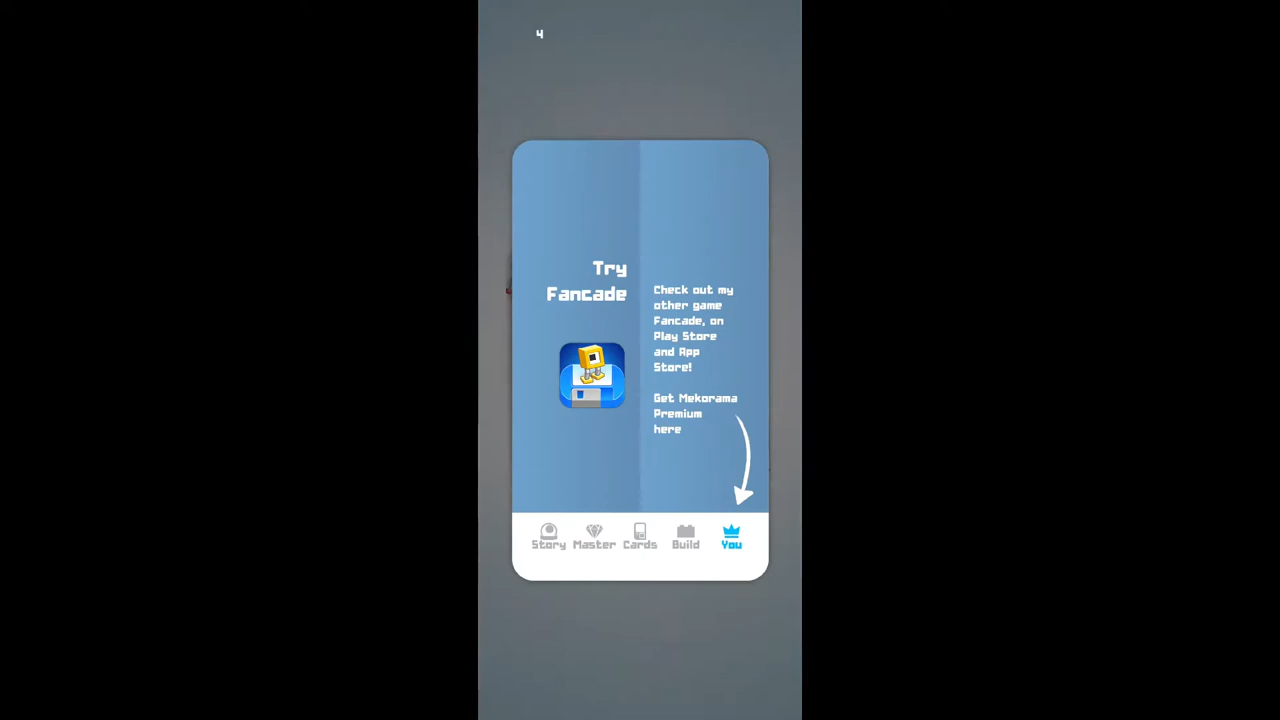 4
Try
Fancade
Check out my
other game
Fancade, on
Play Store
and App
Store!
Get Mekorama
Premium
here
Story Master Cards Build You